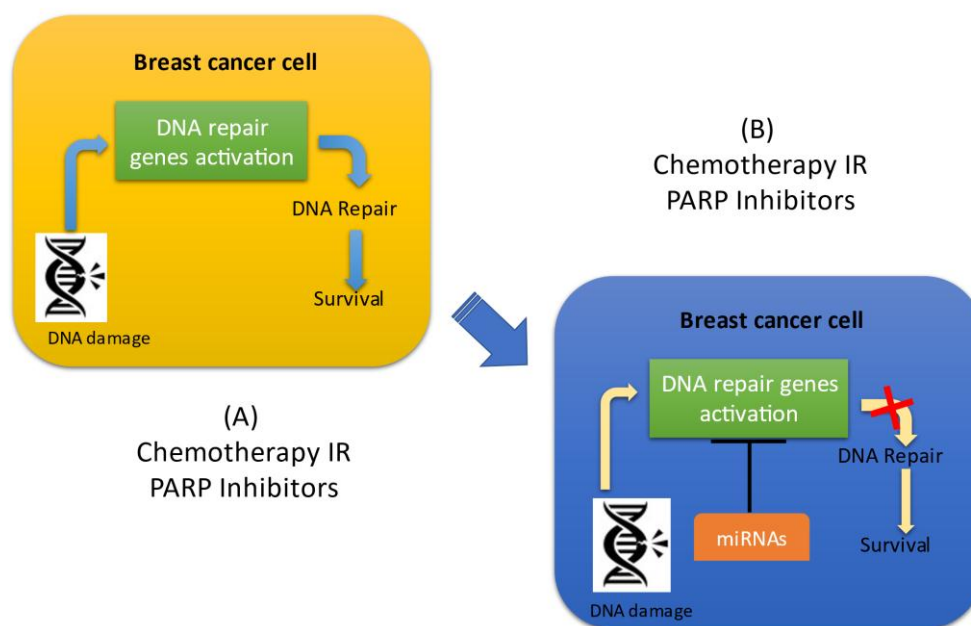 Breast cancer cell
DNA repair
genes activation
DNA Repair
Survival
DNA damage
(A)
Chemotherapy IR
PARP Inhibitors
(B)
Chemotherapy IR
PARP Inhibitors
Breast cancer cell
DNA repair genes
activation
DNA Repair
miRNAs
Survival
DNA damage